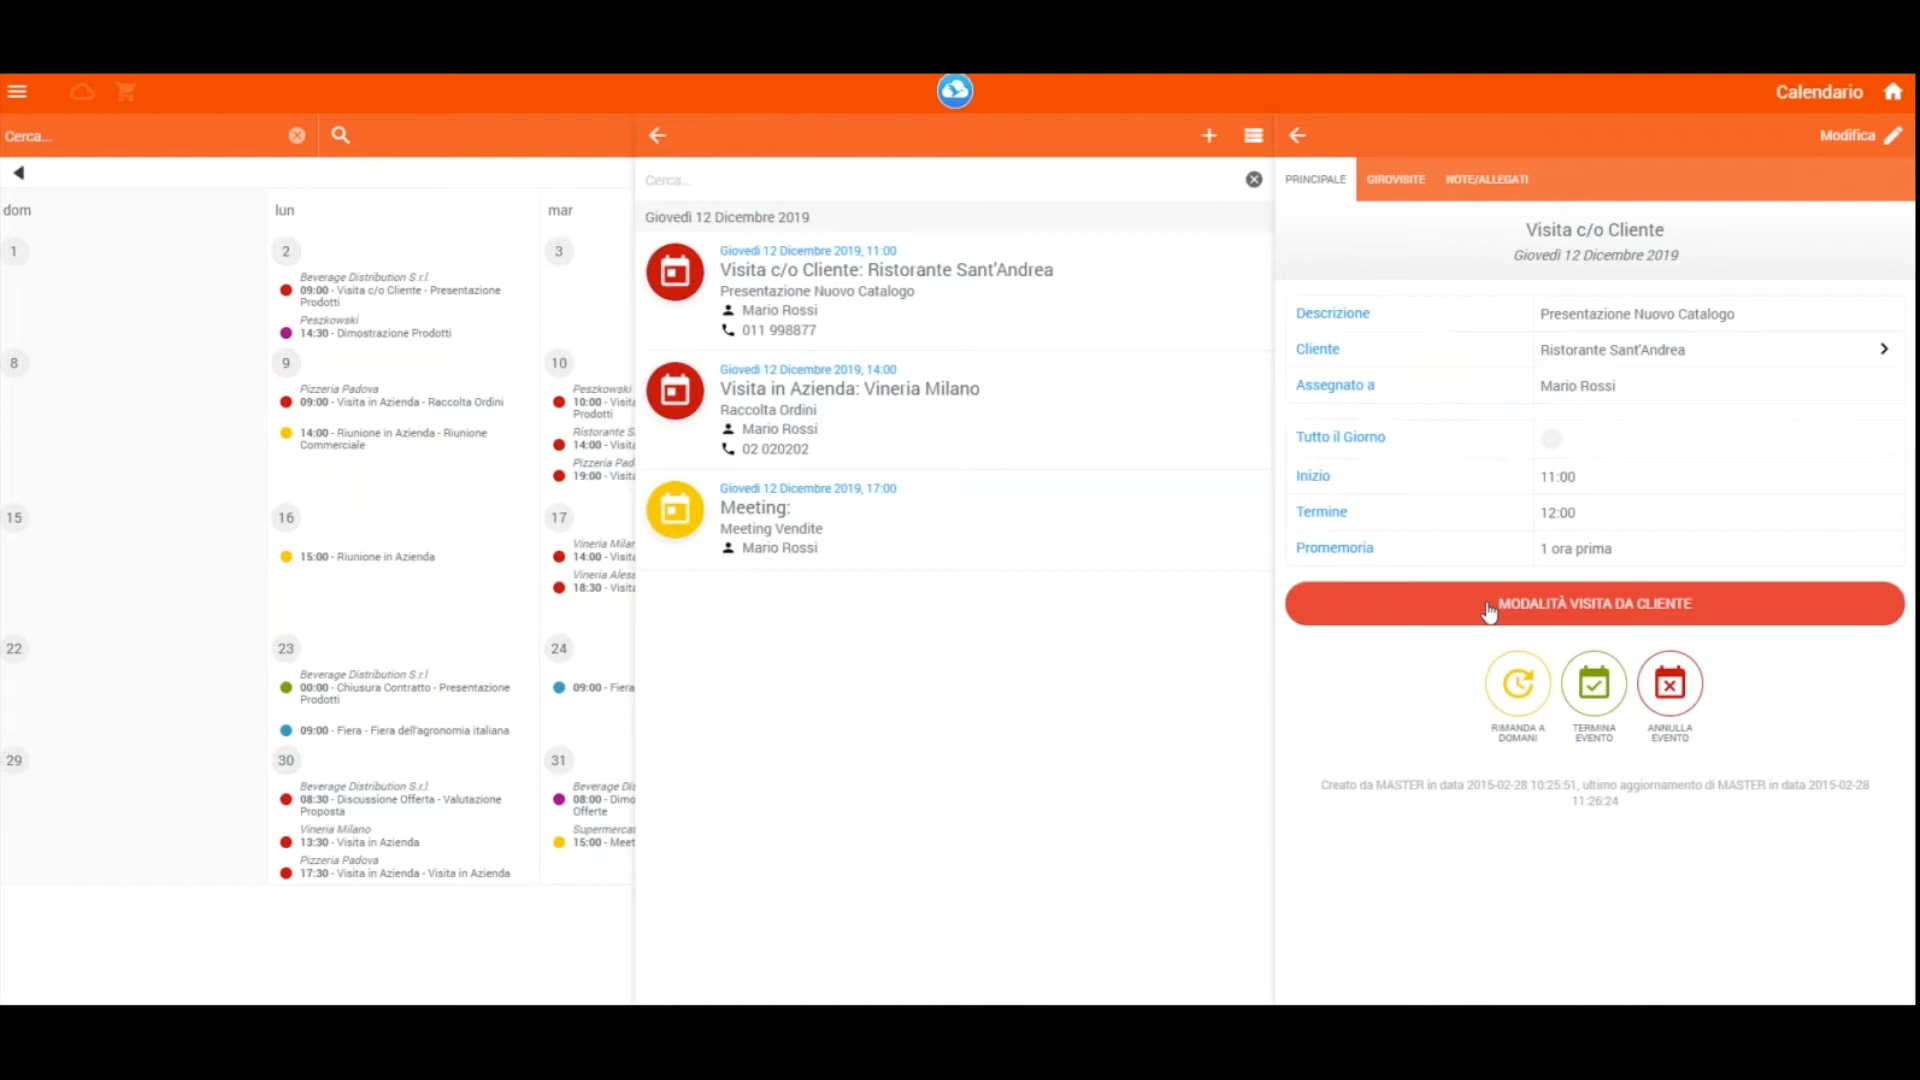 Calendario
Cerca...
Modifica
dom
lun
mar
1
2
Beverage Distribution S.r.l.
09:00 - Visita c/o Cliente - Presentazione
Prodotti
Peszkowski
14:30 - Dimostrazione Prodotti
3
8
9
Pizzeria Padova
09:00 - Visita in Azienda - Raccolta Ordini
14:00 - Riunione in Azienda - Riunione
Commerciale
10
Peszkowski
10:00 - Visita
Prodotti
Ristorante S
14:00 - Visita
Pizzeria Pad
19:00 - Visita
15
16
15:00 - Riunione in Azienda
17
Vineria Milar
14:00 - Visita
Vineria Aless
18:30 - Visita
22
23
Beverage Distribution S.r.l.
00:00 - Chiusura Contratto - Presentazione
Prodotti
09:00 - Fiera - Fiera dell'agronomia italiana
24
09:00 - Fiera
29
30
Beverage Distribution S.r.l.
08:30 - Discussione Offerta - Valutazione
Proposta
Vineria Milano
13:30 - Visita in Azienda
Pizzeria Padova
17:30 - Visita in Azienda - Visita in Azienda
31
Beverage Dis
08:00 - Dimo
Offerte
Supermercat
15:00 - Meet
Cerca...
Giovedì 12 Dicembre 2019
Giovedì 12 Dicembre 2019, 11:00
Visita c/o Cliente: Ristorante Sant'Andrea
Presentazione Nuovo Catalogo
Mario Rossi
011 998877
Giovedì 12 Dicembre 2019, 14:00
Visita in Azienda: Vineria Milano
Raccolta Ordini
Mario Rossi
02 020202
Giovedì 12 Dicembre 2019, 17:00
Meeting:
Meeting Vendite
Mario Rossi
PRINCIPALE GIROVISITE NOTE/ALLEGATI
Visita c/o Cliente
Giovedì 12 Dicembre 2019
Descrizione Presentazione Nuovo Catalogo
Cliente Ristorante Sant'Andrea
Assegnato a Mario Rossi
Tutto il Giorno
Inizio 11:00
Termine 12:00
Promemoria 1 ora prima
MODALITÀ VISITA DA CLIENTE
RIMANDA A
DOMANI
TERMINA
EVENTO
ANNULLA
EVENTO
Creato da MASTER in data 2015-02-28 10:25:51, ultimo aggiornamento di MASTER in data 2015-02-28
11:26:24